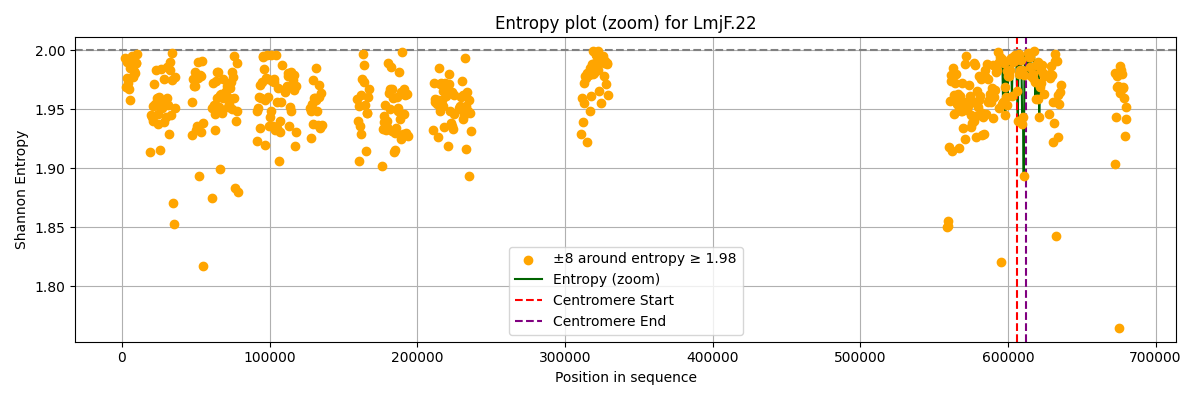 Entropy plot (zoom) for LmjF.22
Shannon Entropy
2.00
1.95
1.90
1.85
1.80
±8 around entropy ≥ 1.98
Entropy (zoom)
Centromere Start
Centromere End
0 100000 200000 300000 400000 500000 600000 700000
Position in sequence